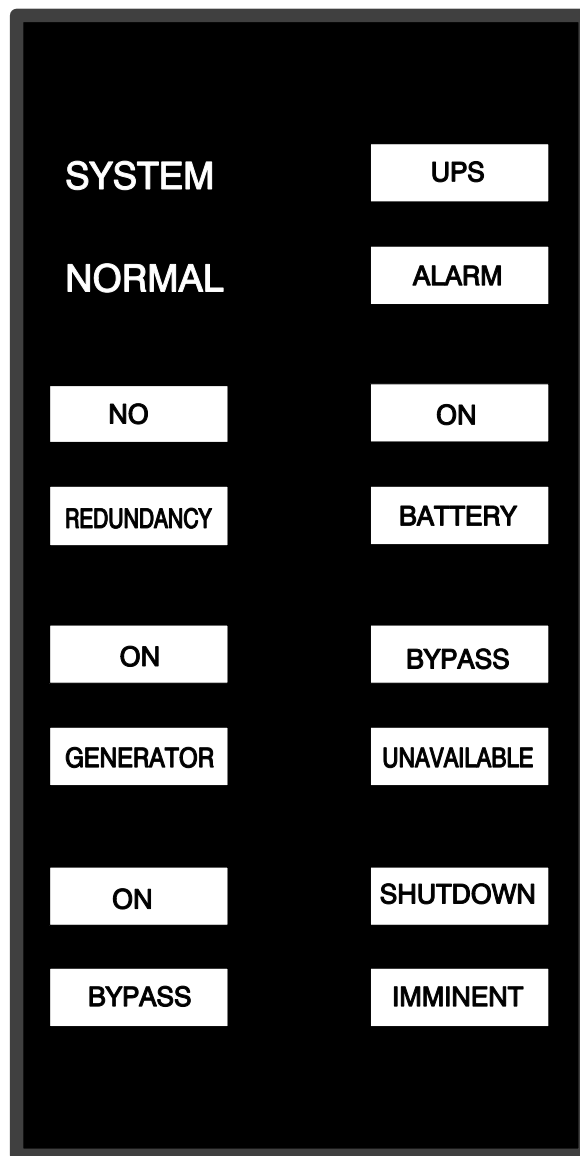 SYSTEM
NORMAL
UPS
ALARM
NO
REDUNDANCY
ON
BATTERY
ON
GENERATOR
BYPASS
UNAVAILABLE
ON
BYPASS
SHUTDOWN
IMMINENT